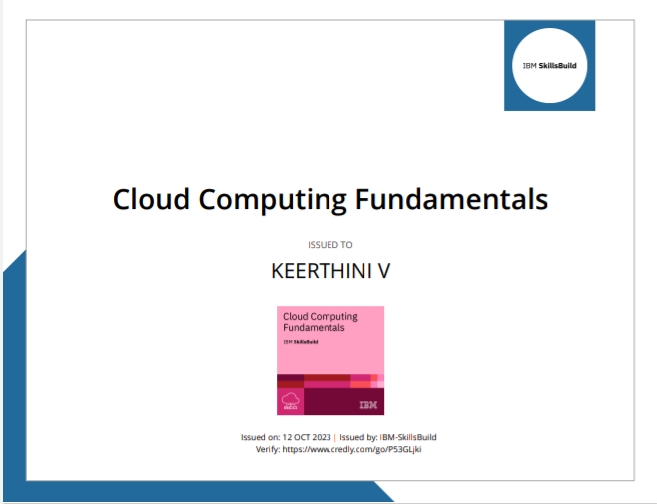 IBM SkillsBuild
Cloud Computing Fundamentals
ISSUED TO
KEERTHINI V
Cloud Computing
Fundamentals
IBM SkillsBuild
IBM
Issued on: 12 OCT 2023 | Issued by: IBM-SkillsBuild
Verify: https://www.credly.com/go/P53GLjki